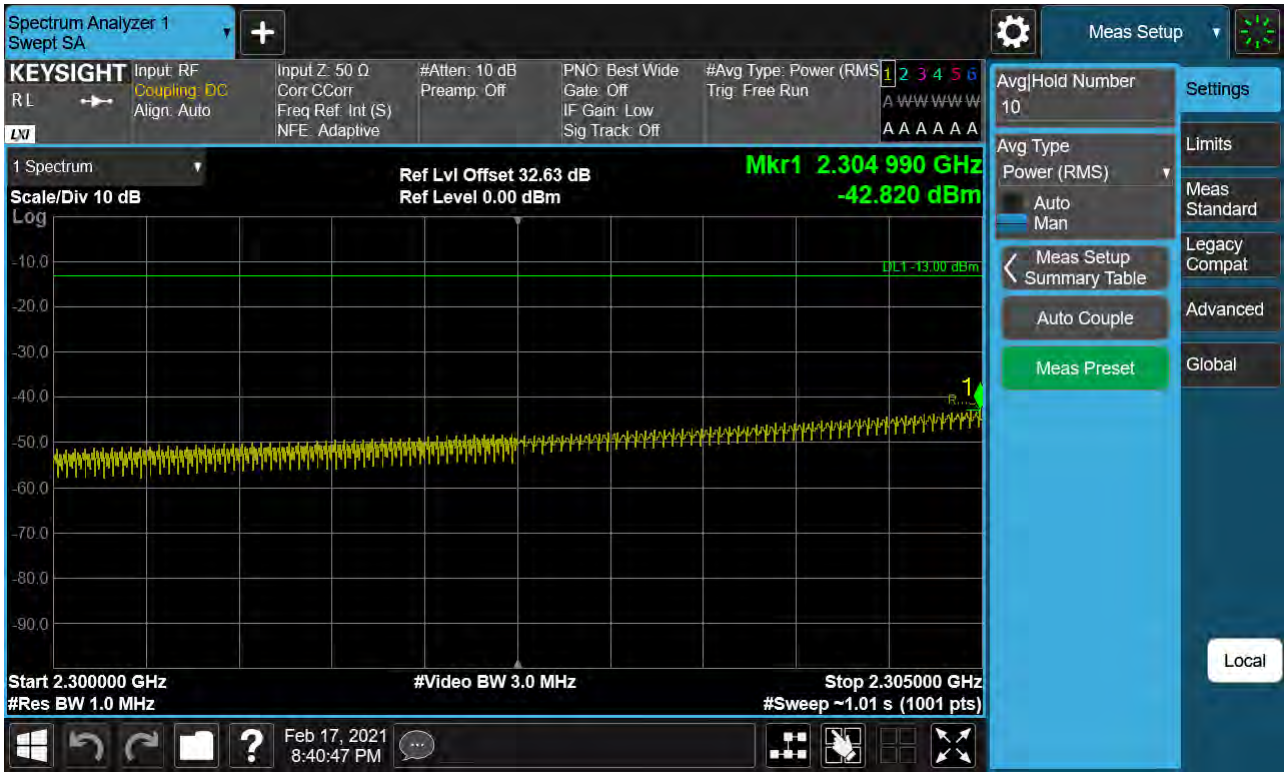 Spectrum Analyzer 1
Swept SA
+
Meas Setup
KEYSIGHT
R L
LXI
Input: RF
Coupling: DC
Align: Auto
Input Z: 50 Ω
Corr CCorr
Freq Ref: Int (S)
NFE: Adaptive
#Atten: 10 dB
Preamp: Off
PNO: Best Wide
Gate: Off
IF Gain: Low
Sig Track: Off
#Avg Type: Power (RMS
Trig: Free Run
1 2 3 4 5 6
A W W W W W
A A A A A A
1 Spectrum
Scale/Div 10 dB
Log
Ref Lvl Offset 32.63 dB
Ref Level 0.00 dBm
Mkr1 2.304 990 GHz
-42.820 dBm
DL1 -13.00 dBm
-10.0
-20.0
-30.0
-40.0
-50.0
-60.0
-70.0
-80.0
-90.0
1
Start 2.300000 GHz
#Res BW 1.0 MHz
#Video BW 3.0 MHz
Stop 2.305000 GHz
#Sweep ~1.01 s (1001 pts)
Avg|Hold Number
10
Avg Type
Power (RMS)
Auto
Man
Meas Setup
Summary Table
Auto Couple
Meas Preset
Settings
Limits
Meas
Standard
Legacy
Compat
Advanced
Global
Local
?
Feb 17, 2021
8:40:47 PM